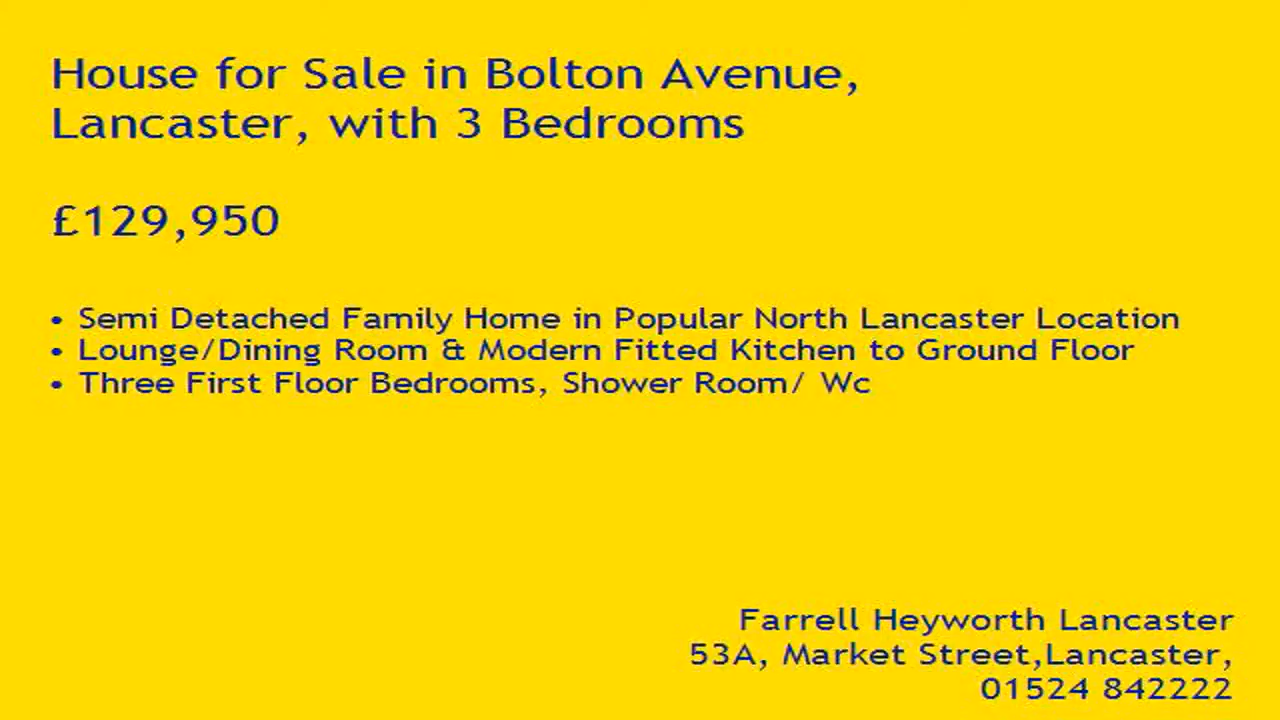 House for Sale in Bolton Avenue,
Lancaster, with 3 Bedrooms
£129,950
• Semi Detached Family Home in Popular North Lancaster Location
• Lounge/Dining Room & Modern Fitted Kitchen to Ground Floor
• Three First Floor Bedrooms, Shower Room/ Wc
Farrell Heyworth Lancaster
53A, Market Street,Lancaster,
01524 842222